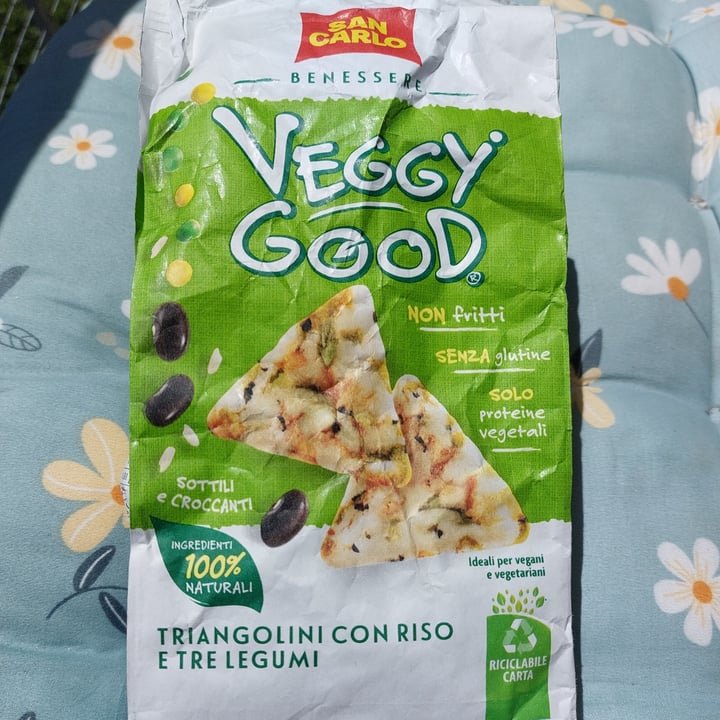 SAN
CARLO
BENESSERE
VEGGY
GOOD®
NON fritti
SENZA glutine
SOLO
proteine
vegetali
SOTTILI
e CROCCANTI
INGREDIENTI
100%
NATURALI
Ideali per vegani
e vegetariani
TRIANGOLINI CON RISO
E TRE LEGUMI
RICICLABILE
CARTA